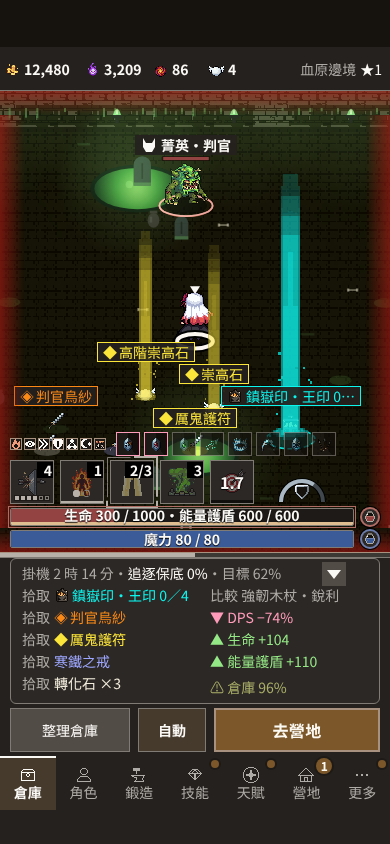 12,480 3,209 86 4 血原邊境 ★1
菁英・判官
高階崇高石
崇高石
判官烏紗
鎮嶽印・王印 0…
厲鬼護符
4 1 2/3 3
生命 300 / 1000・能量護盾 600 / 600
魔力 80 / 80
掛機 2 時 14 分・追逐保底 0%・目標 62%
拾取 鎮嶽印・王印 0／4
拾取 判官烏紗
拾取 厲鬼護符
拾取 寒鐵之戒
拾取 轉化石 ×3
比較 強韌木杖・銳利
▼ DPS −74%
▲ 生命 +104
▲ 能量護盾 +110
⚠ 倉庫 96%
整理倉庫 自動 去營地
倉庫 角色 鍛造 技能 天賦 營地 1 更多